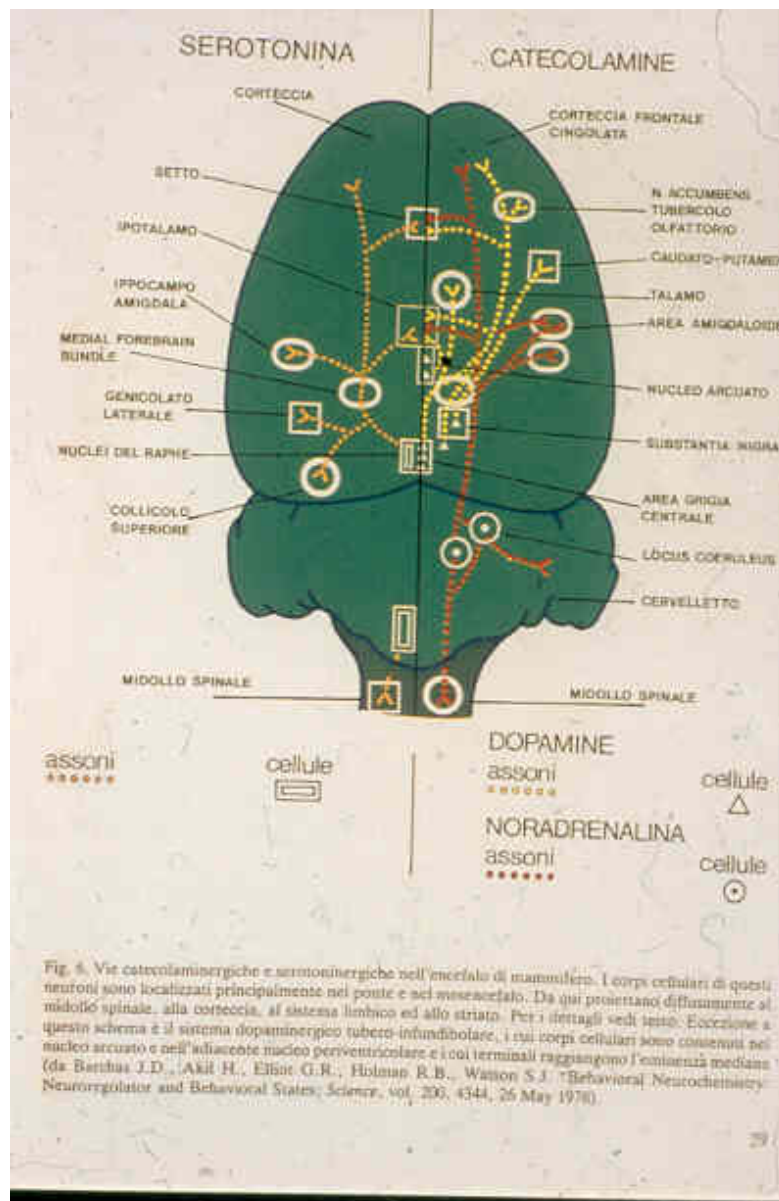 SEROTONINA
CATECOLAMINE
CORTECCIA
CORTECCIA FRONTALE
CINGOLATA
SETTO
N. ACCUMBENS
TUBERCOLO
OLFATTORIO
IPOTALAMO
CAUDATO-PUTAMEN
IPPOCAMPO
AMIGDALA
TALAMO
AREA AMIGDALOIDE
MEDIAL FOREBRAIN
BUNDLE
NUCLEO ARCUATO
GENICOLATO
LATERALE
SUBSTANTIA NIGRA
NUCLEI DEL RAPHE
AREA GRIGIA
CENTRALE
COLLICOLO
SUPERIORE
LOCUS COERULEUS
CERVELLETTO
MIDOLLO SPINALE
MIDOLLO SPINALE
assoni
cellule
DOPAMINE
assoni
cellule
NORADRENALINA
assoni
cellule
Fig. 6. Vie catecolaminergiche e serotoninergiche nell'encefalo di mammifero. I corpi cellulari di questi
neuroni sono localizzati principalmente nel ponte e nel mesencefalo. Da qui proiettano diffusamente al
midollo spinale, alla corteccia, al sistema limbico ed allo striato. Per i dettagli vedi testo. Eccezione a
questo schema è il sistema dopaminergico tubero-infundibolare, i cui corpi cellulari sono contenuti nel
nucleo arcuato e nell'adiacente nucleo periventricolare e i cui terminali raggiungono l'eminenza mediana
(da Barchas J.D., Akil H., Elliot G.R., Holman R.B., Watson S.J. "Behavioral Neurochemistry:
Neuroregolator and Behavioral States; Science, vol. 200, 4344, 26 May 1978).
29